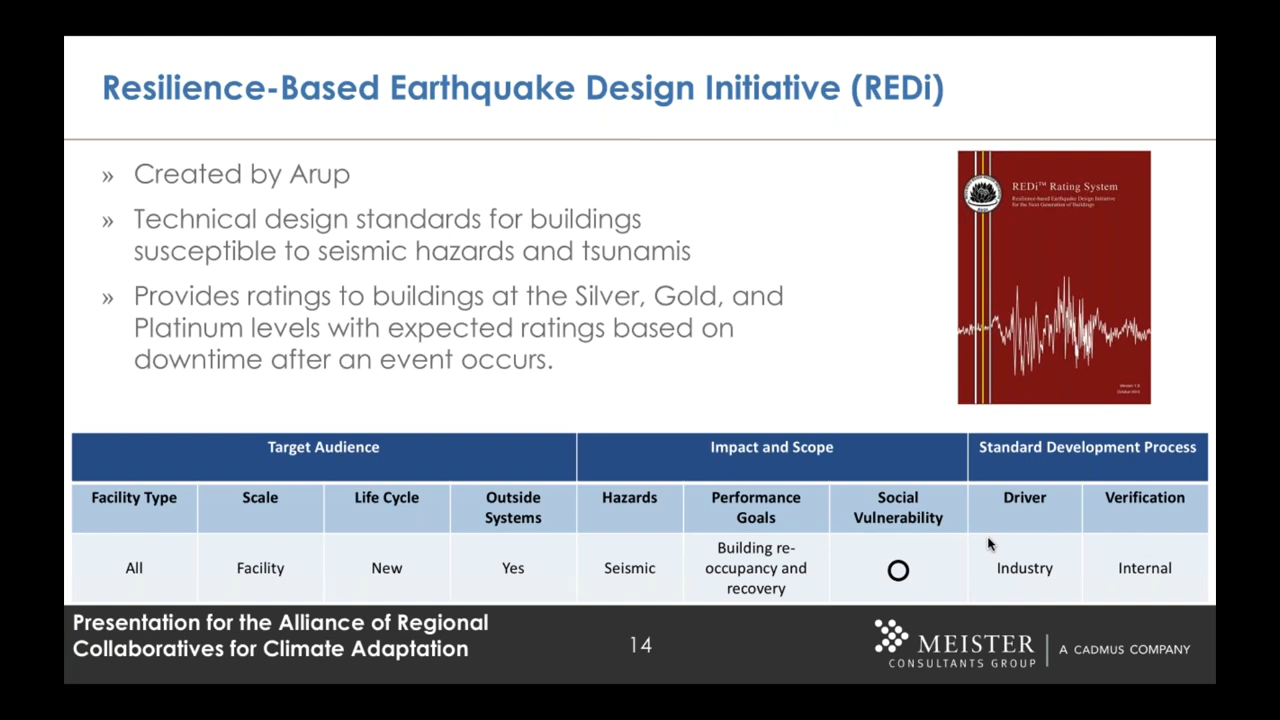 Resilience-Based Earthquake Design Initiative (REDi)
» Created by Arup
» Technical design standards for buildings
susceptible to seismic hazards and tsunamis
» Provides ratings to buildings at the Silver, Gold, and
Platinum levels with expected ratings based on
downtime after an event occurs.
REDi™ Rating System
Resilience-based Earthquake Design Initiative
for the Next Generation of Buildings
Version 1.0
October 2013
Target Audience Impact and Scope Standard Development Process
Facility Type Scale Life Cycle Outside Systems Hazards Performance Goals Social Vulnerability Driver Verification
All Facility New Yes Seismic Building re-occupancy and recovery Industry Internal
Presentation for the Alliance of Regional
Collaboratives for Climate Adaptation
14
MEISTER
CONSULTANTS GROUP
A CADMUS COMPANY